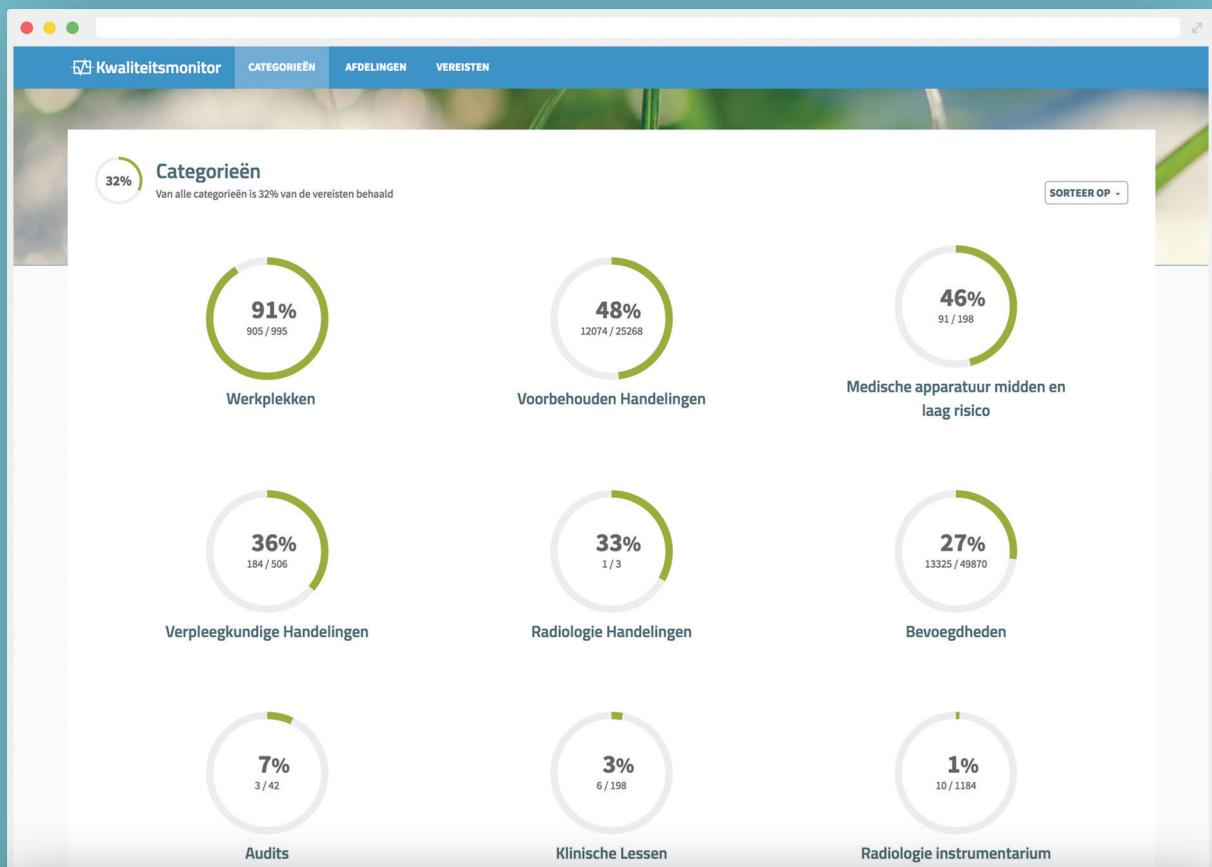 Kwaliteitsmonitor
CATEGORIEËN
AFDELINGEN
VEREISTEN
32%
Categorieën
Van alle categorieën is 32% van de vereisten behaald
SORTEER OP
91%
905 / 995
Werkplekken
48%
12074 / 25268
Voorbehouden Handelingen
46%
91 / 198
Medische apparatuur midden en
laag risico
36%
184 / 506
Verpleegkundige Handelingen
33%
1 / 3
Radiologie Handelingen
27%
13325 / 49870
Bevoegdheden
7%
3 / 42
Audits
3%
6 / 198
Klinische Lessen
1%
10 / 1184
Radiologie instrumentarium